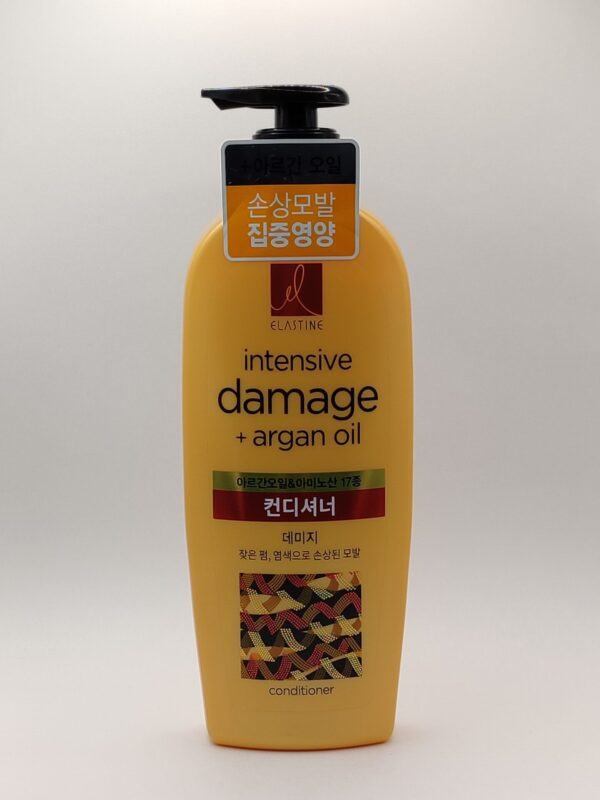 +아르간 오일
손상모발
집중영양
el
ELASTINE
intensive
damage
+ argan oil
아르간오일&아미노산 17종
컨디셔너
데미지
잦은 펌, 염색으로 손상된 모발
conditioner